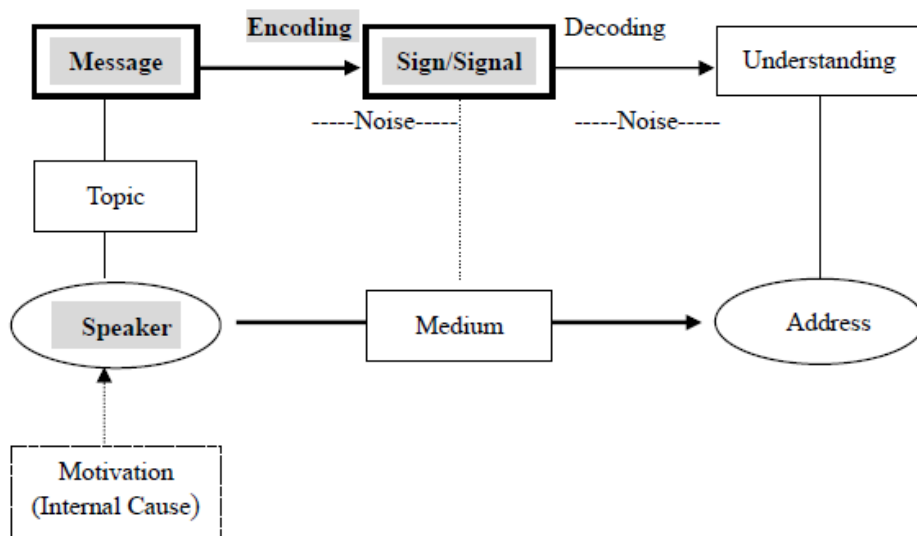 Encoding
Decoding
Message
Sign/Signal
Understanding
-----Noise-----
-----Noise-----
Topic
Speaker
Medium
Address
Motivation
(Internal Cause)